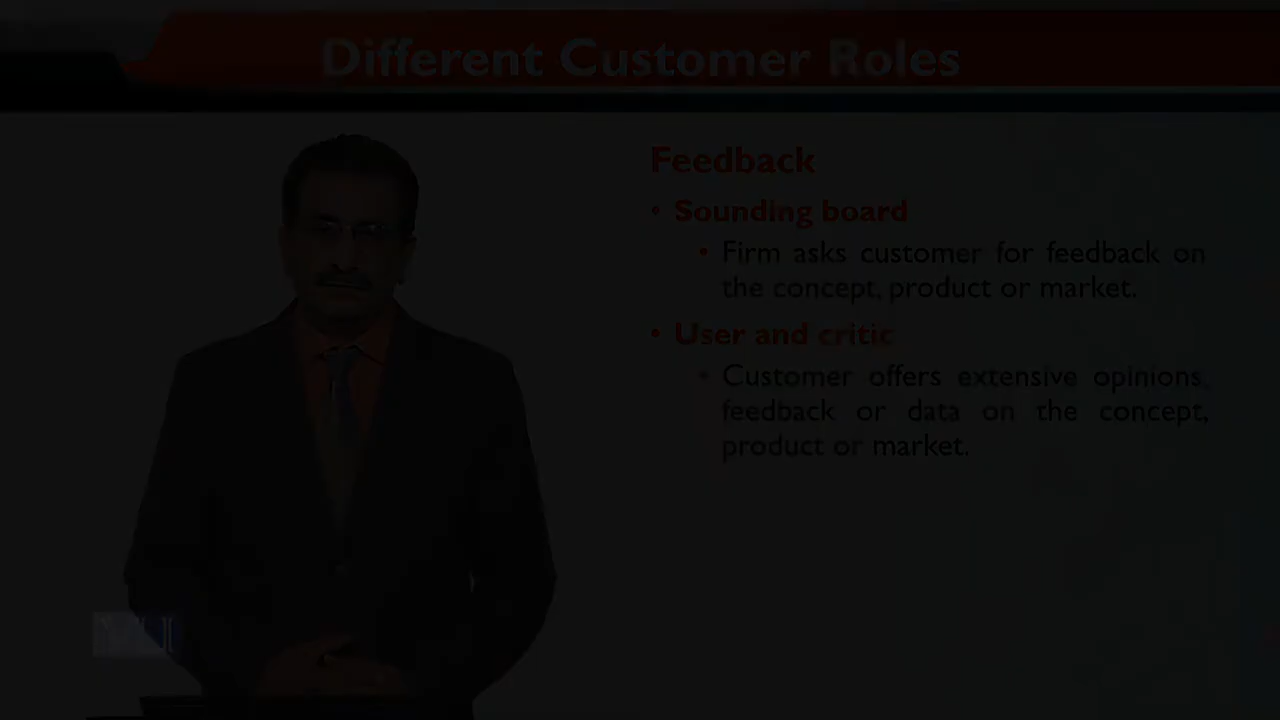 Different Customer Roles
Feedback
• Sounding board
• Firm asks customer for feedback on
the concept, product or market.
• User and critic
• Customer offers extensive opinions,
feedback or data on the concept,
product or market.